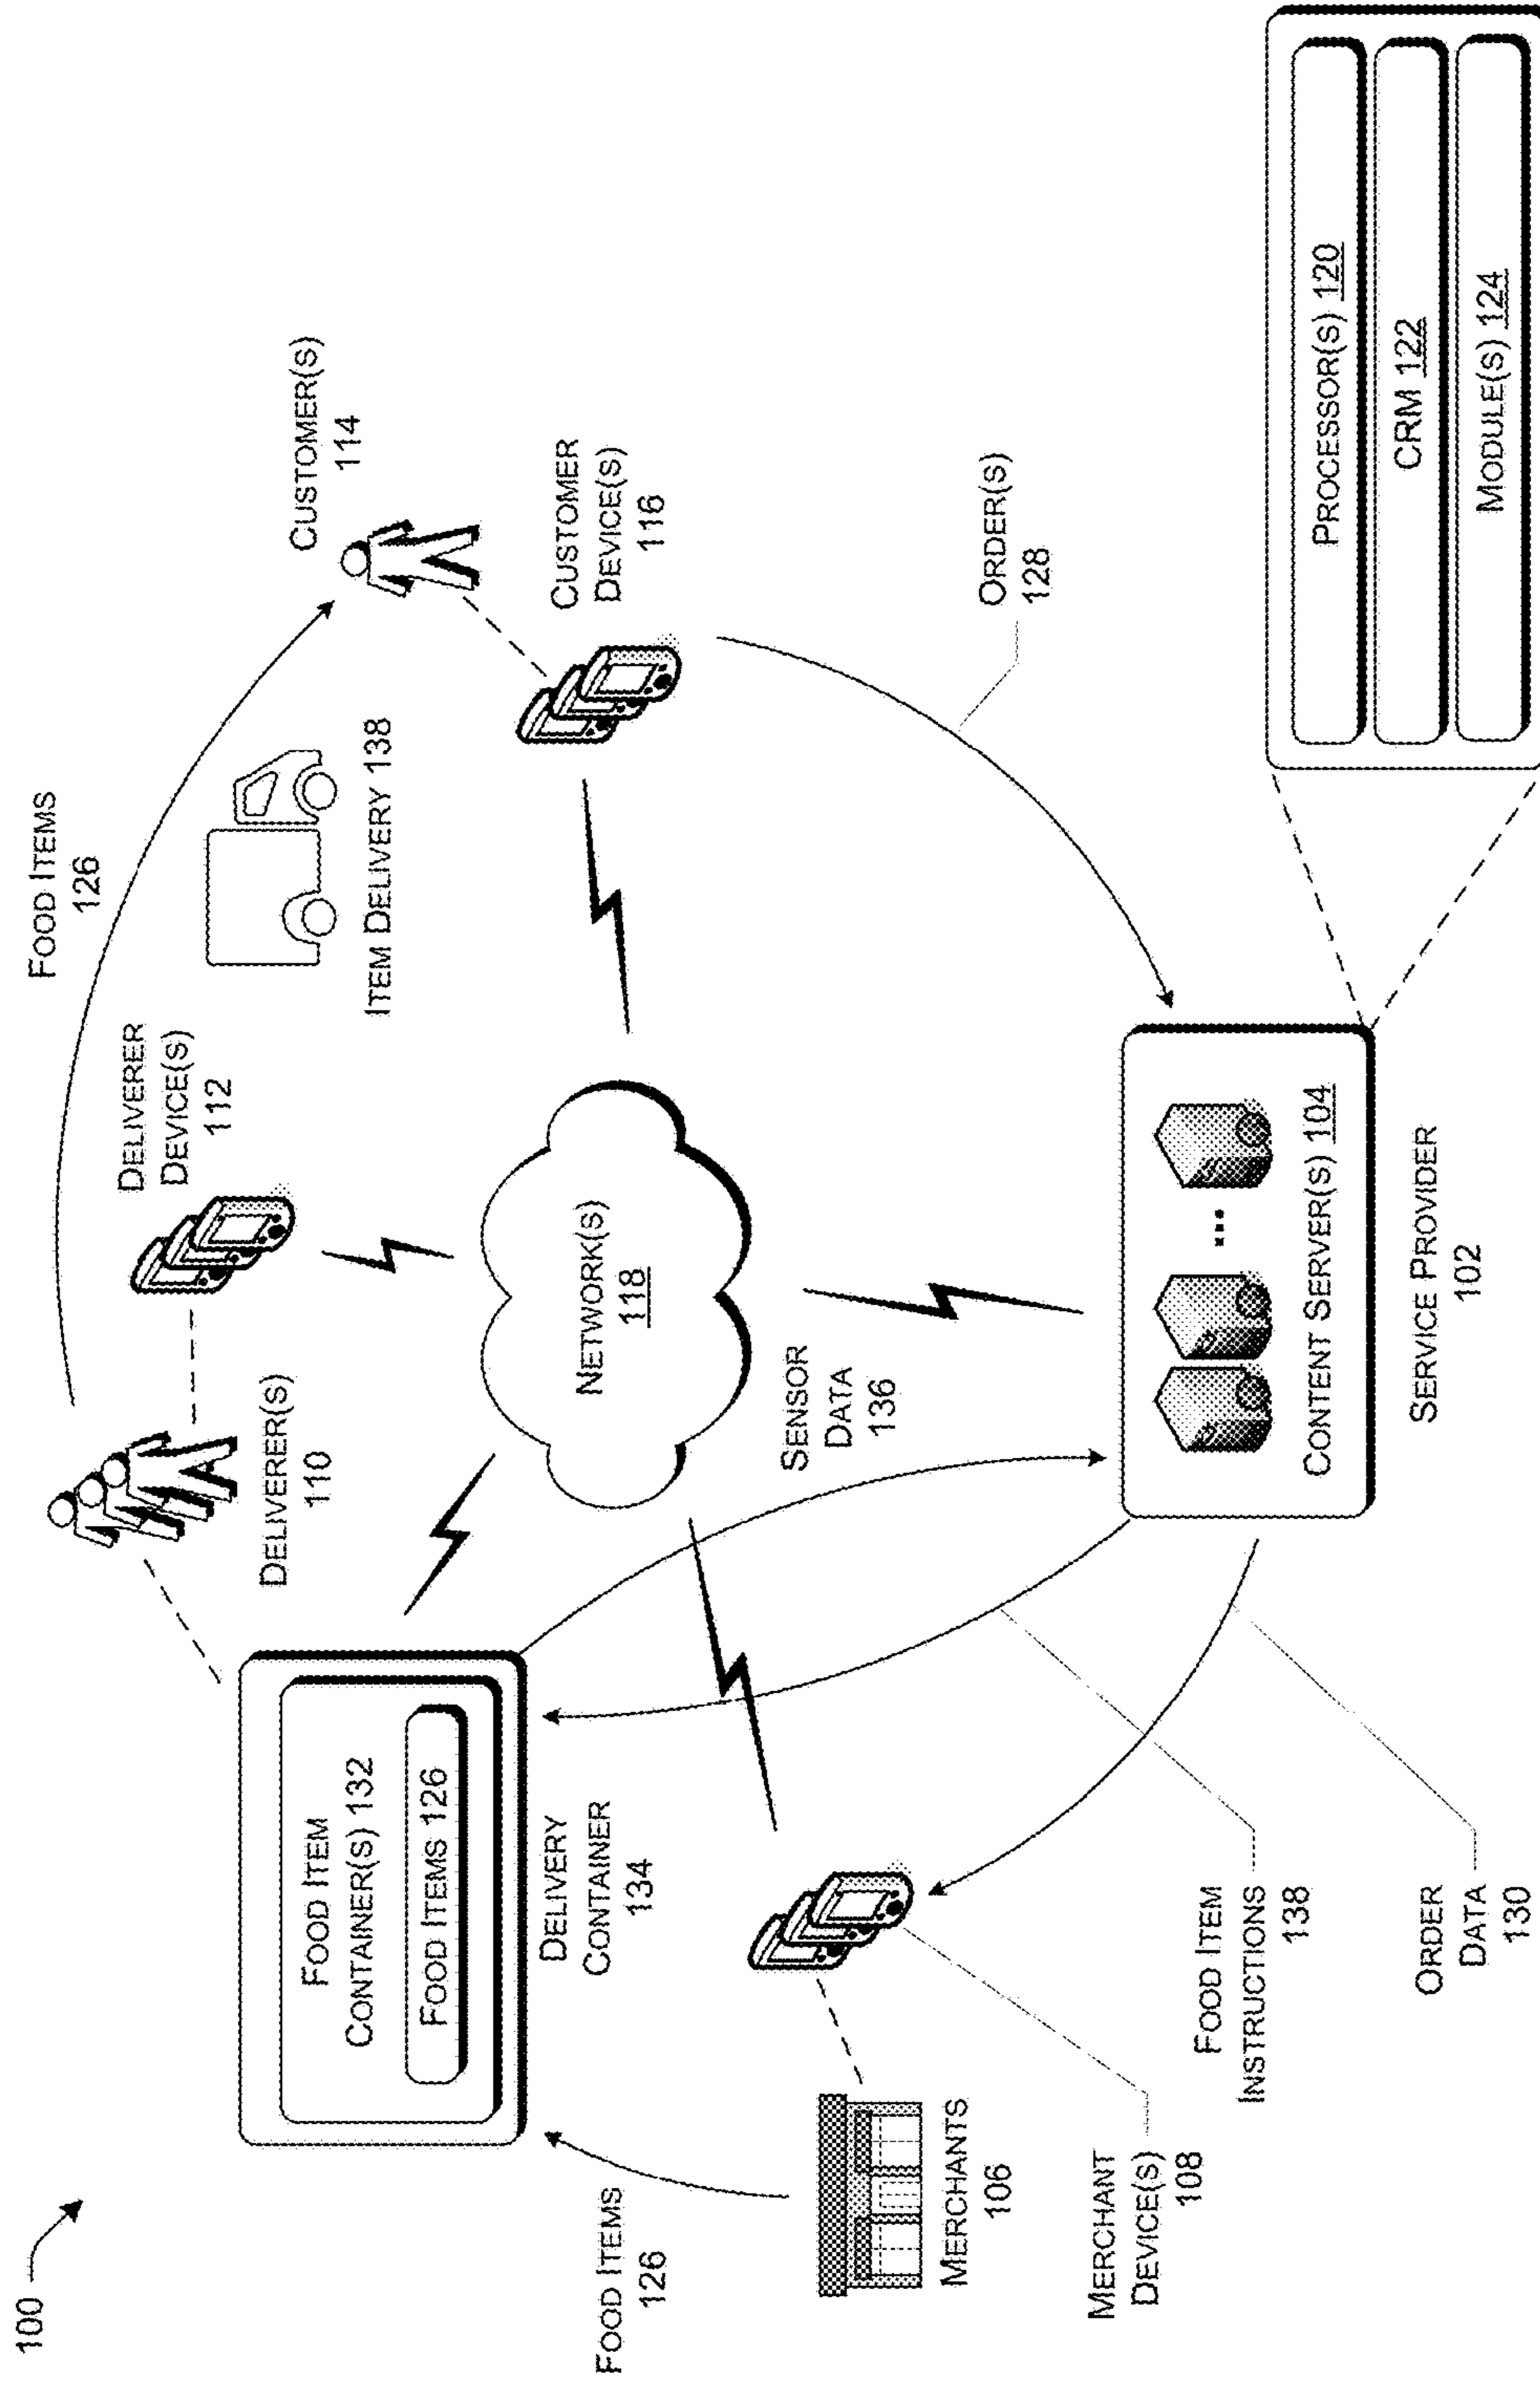 100
FOOD ITEMS
126
MERCHANTS
106
MERCHANT
DEVICE(S)
108
FOOD ITEM
CONTAINER(S) 132
FOOD ITEMS 126
DELIVERY
CONTAINER
134
FOOD ITEM
INSTRUCTIONS
138
ORDER
DATA
130
DELIVERER(S)
110
DELIVERER
DEVICE(S)
112
NETWORK(S)
118
SENSOR
DATA
136
CONTENT SERVER(S) 104
SERVICE PROVIDER
102
FOOD ITEMS
126
ITEM DELIVERY 138
CUSTOMER(S)
114
CUSTOMER
DEVICE(S)
116
ORDER(S)
128
PROCESSOR(S) 120
CRM 122
MODULE(S) 124